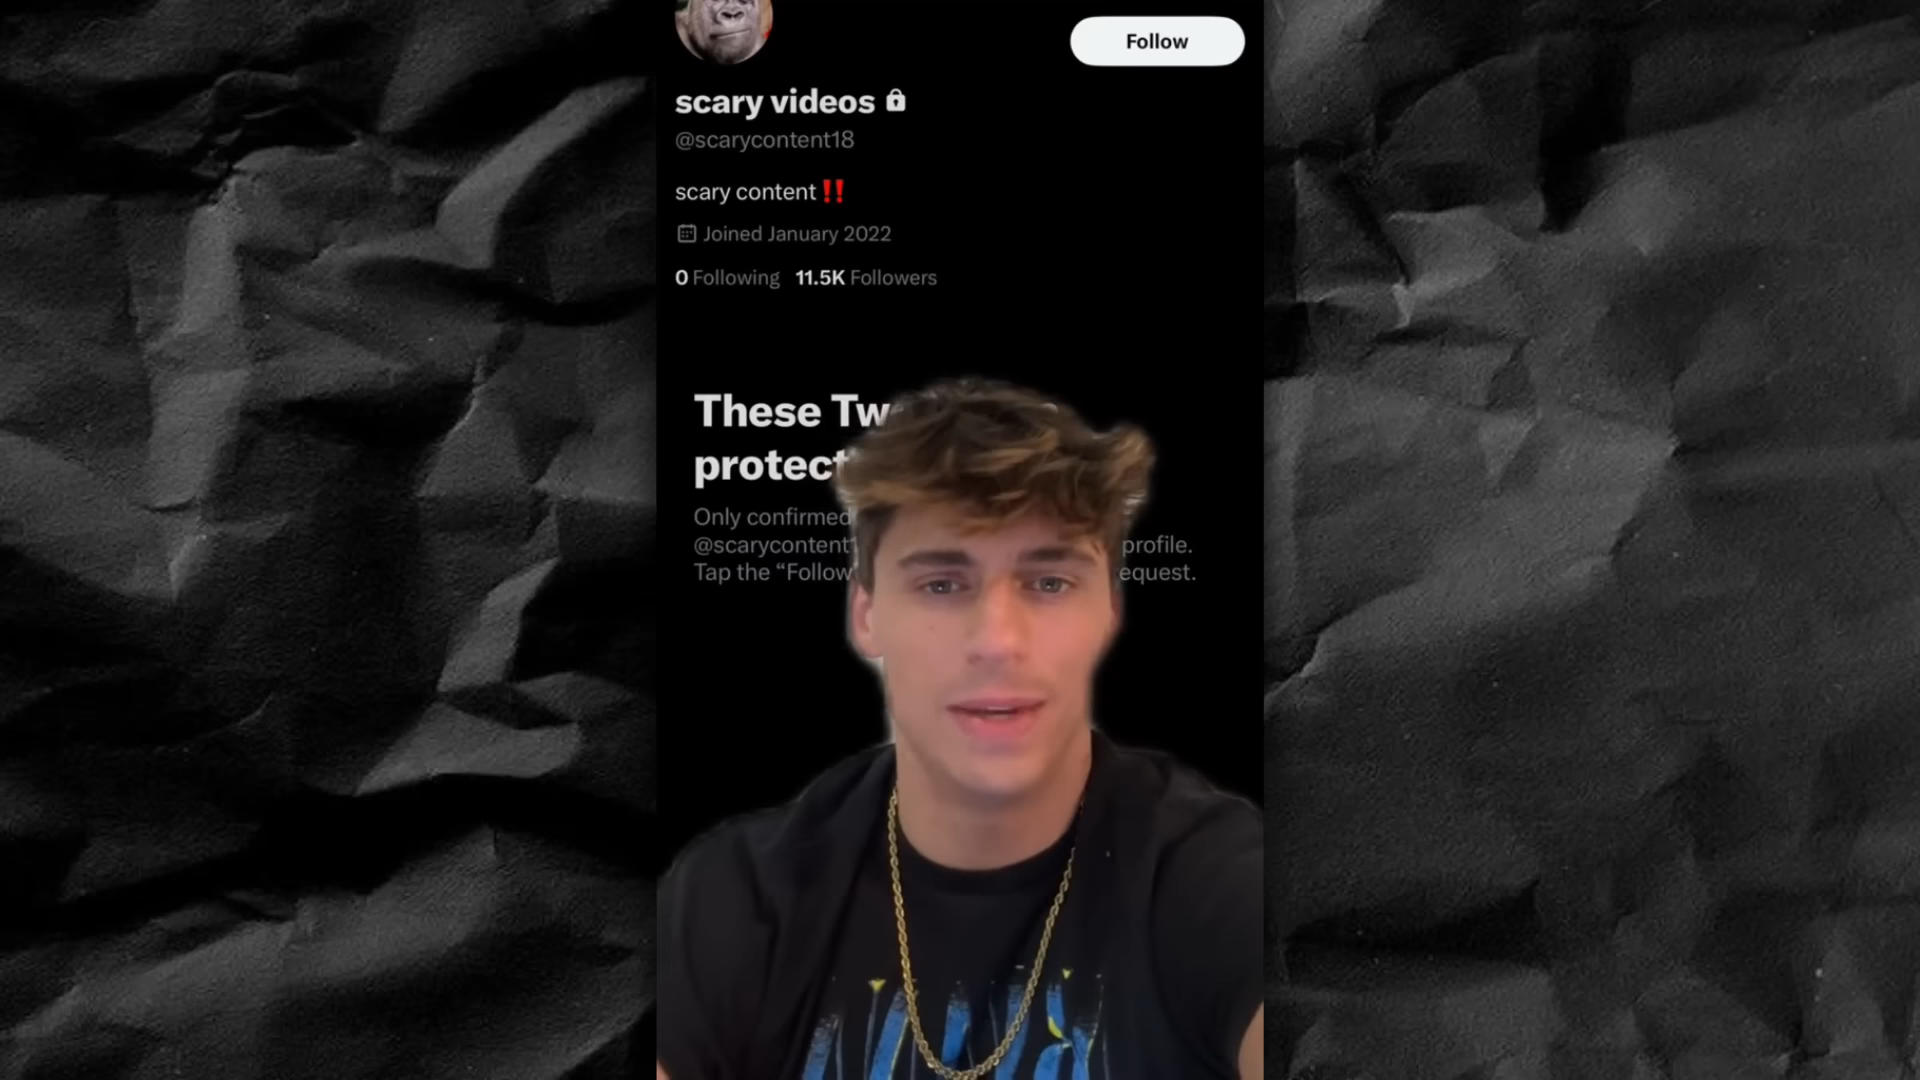 Follow
scary videos
@scarycontent18
scary content ‼️
Joined January 2022
0 Following 11.5K Followers
These
protect
Only confirmed
@scarycontent profile.
Tap the “Follow equest.